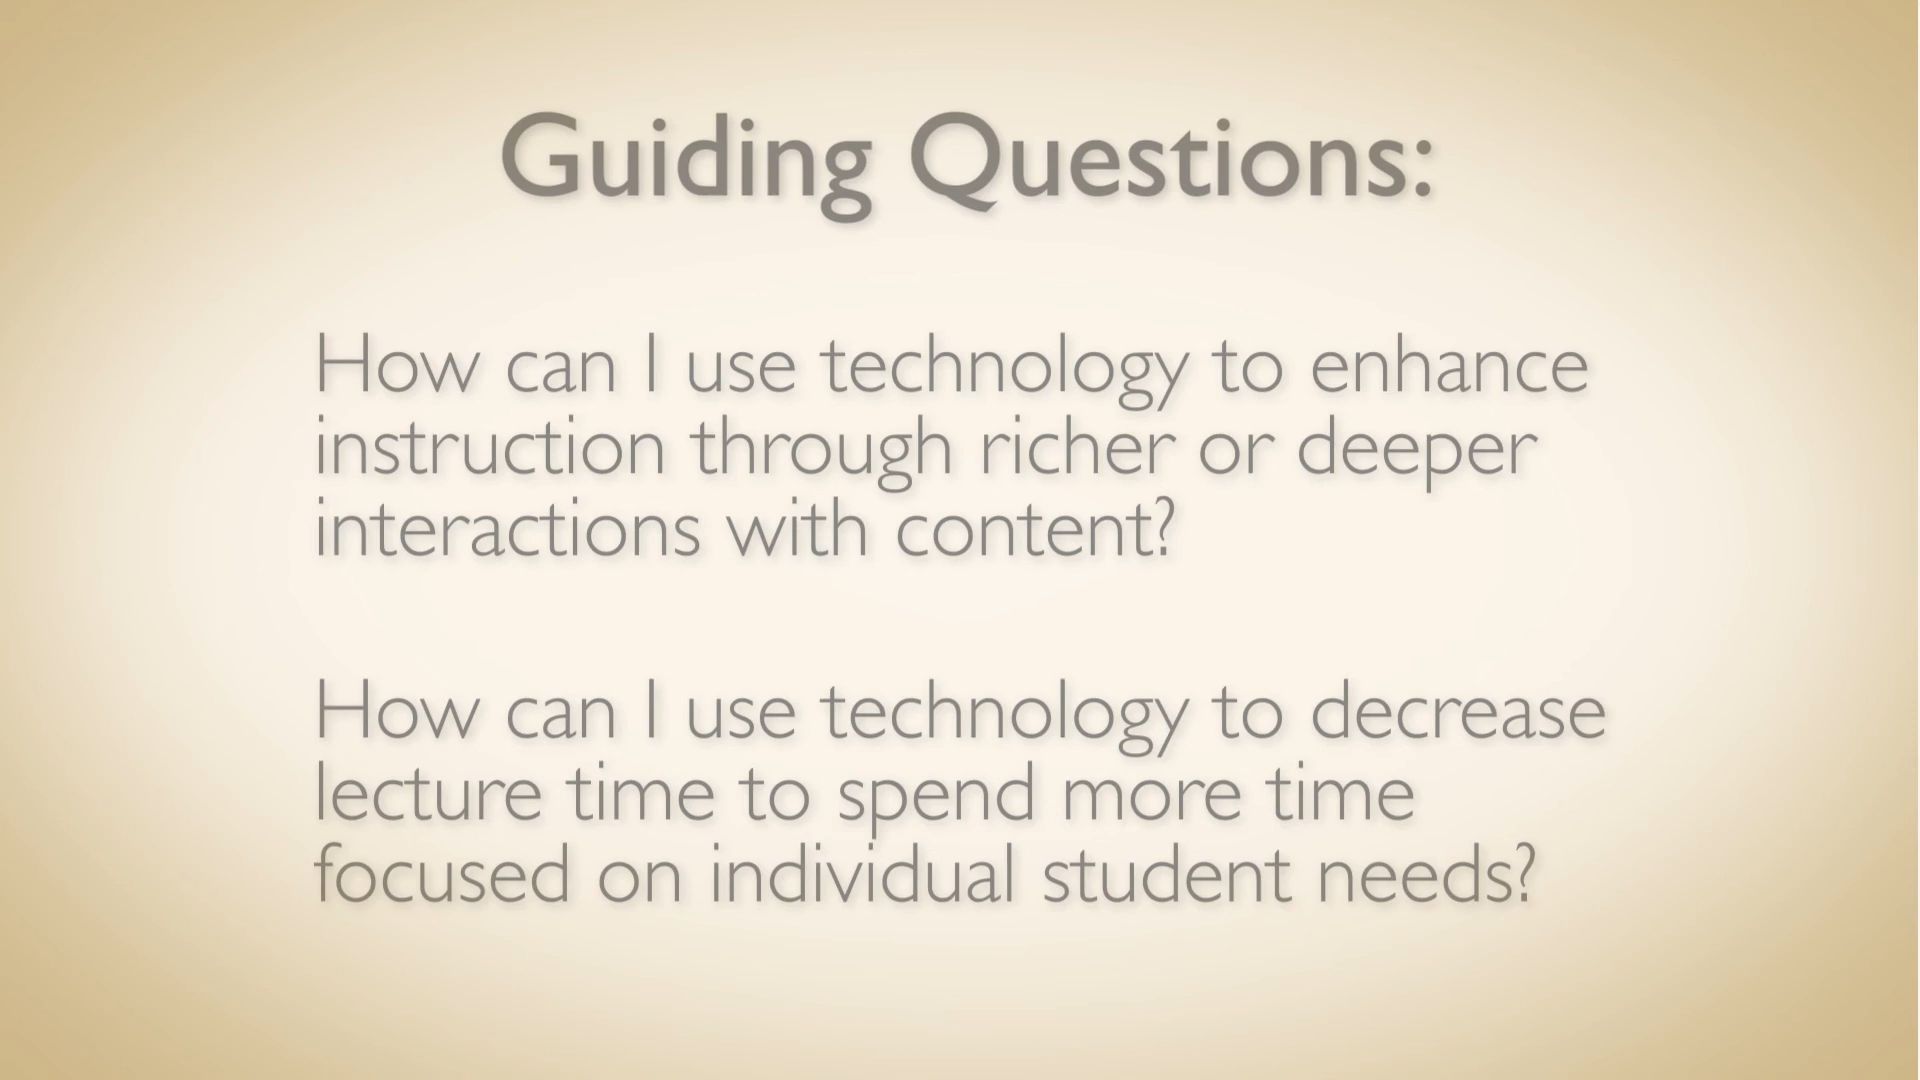 Guiding Questions:
How can I use technology to enhance
instruction through richer or deeper
interactions with content?
How can I use technology to decrease
lecture time to spend more time
focused on individual student needs?